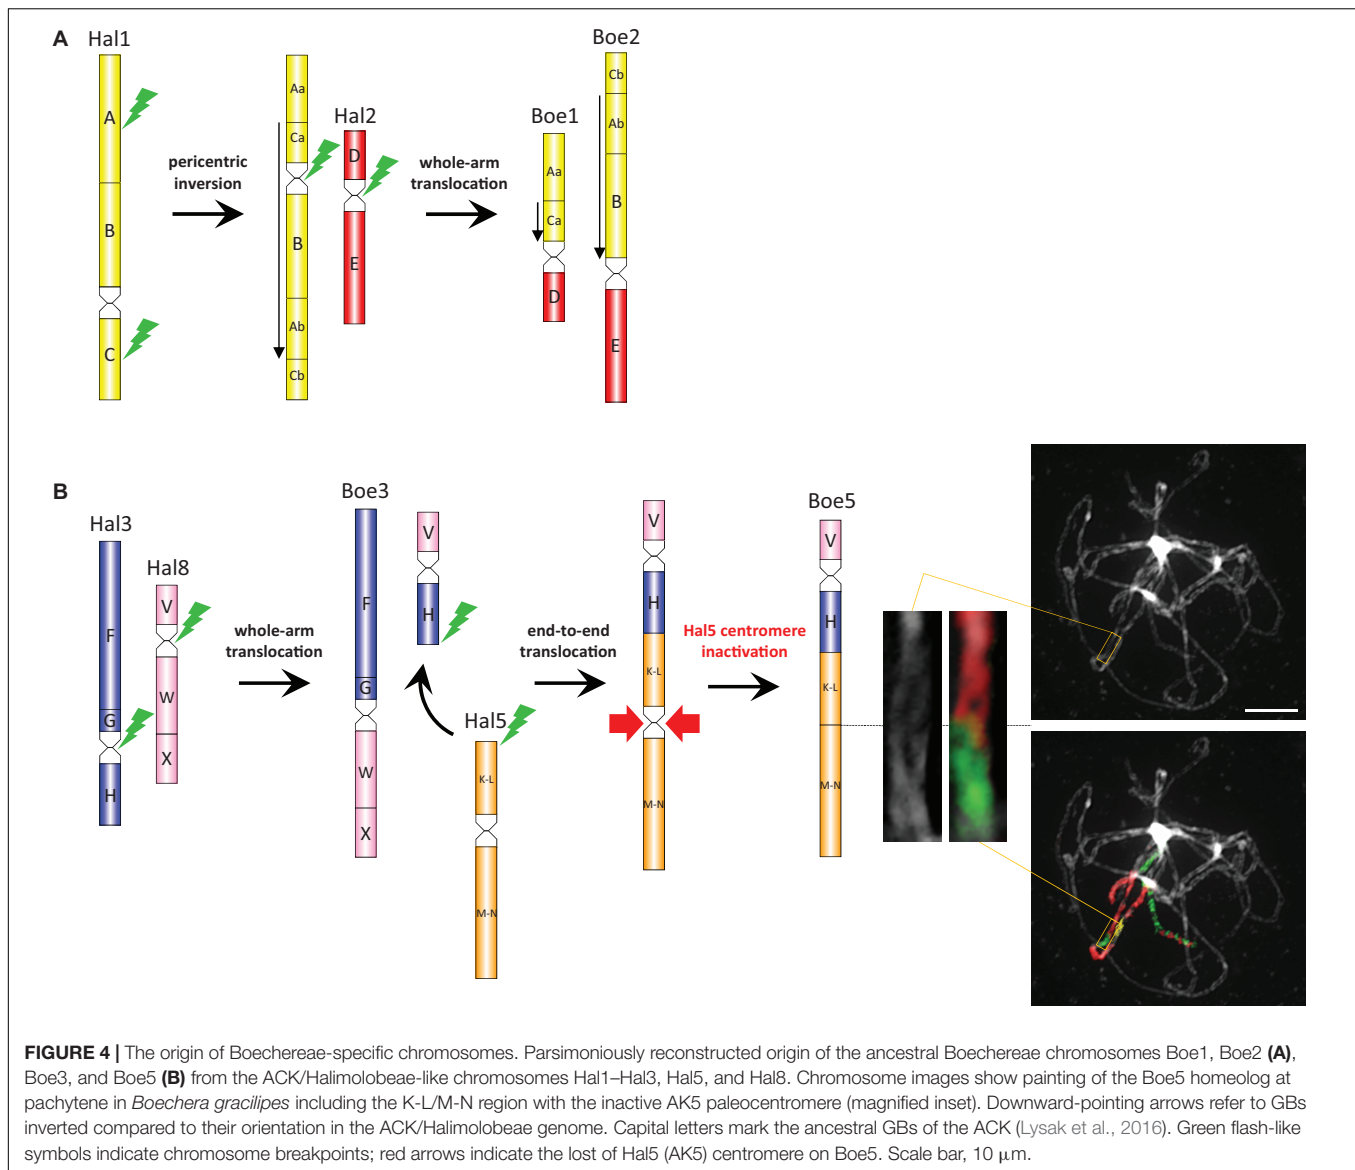 A
Hal1
Boe2
Hal2
Boe1
A
B
C
Aa
Ca
B
Ab
Cb
D
E
pericentric
inversion
whole-arm
translocation
Aa
Ca
D
Cb
Ab
B
E
B
Hal3
Hal8
Boe3
Hal5
Boe5
F
G
H
V
W
X
whole-arm
translocation
F
G
W
X
V
H
K-L
M-N
end-to-end
translocation
V
H
K-L
M-N
Hal5 centromere
inactivation
V
H
K-L
M-N
FIGURE 4 | The origin of Boechereae-specific chromosomes. Parsimoniously reconstructed origin of the ancestral Boechereae chromosomes Boe1, Boe2 (A),
Boe3, and Boe5 (B) from the ACK/Halimolobeae-like chromosomes Hal1–Hal3, Hal5, and Hal8. Chromosome images show painting of the Boe5 homeolog at
pachytene in Boechera gracilipes including the K-L/M-N region with the inactive AK5 paleocentromere (magnified inset). Downward-pointing arrows refer to GBs
inverted compared to their orientation in the ACK/Halimolobeae genome. Capital letters mark the ancestral GBs of the ACK (Lysak et al., 2016). Green flash-like
symbols indicate chromosome breakpoints; red arrows indicate the lost of Hal5 (AK5) centromere on Boe5. Scale bar, 10 μm.